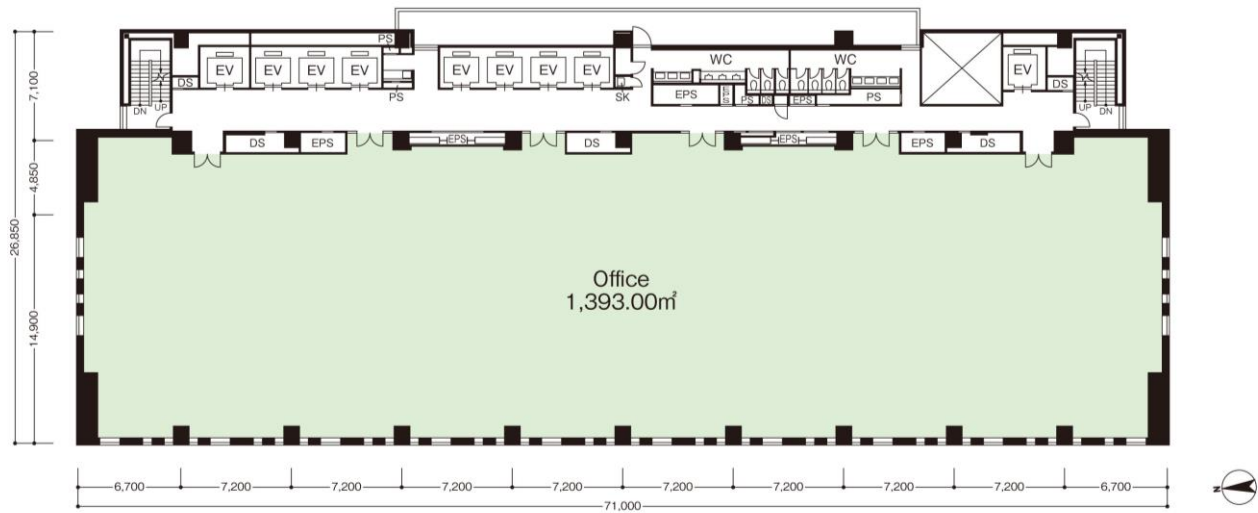 PS
EV
EV
EV
EV
EV
EV
EV
EV
EV
WC
WC
DS
DS
DN
UP
PS
SK
EPS
PS
DS
EPS
PS
UP
DN
DS
EPS
EPS
DS
EPS
EPS
DS
7,100
4,850
26,850
14,900
Office
1,393.00㎡
6,700
7,200
7,200
7,200
7,200
7,200
7,200
7,200
7,200
6,700
71,000
N